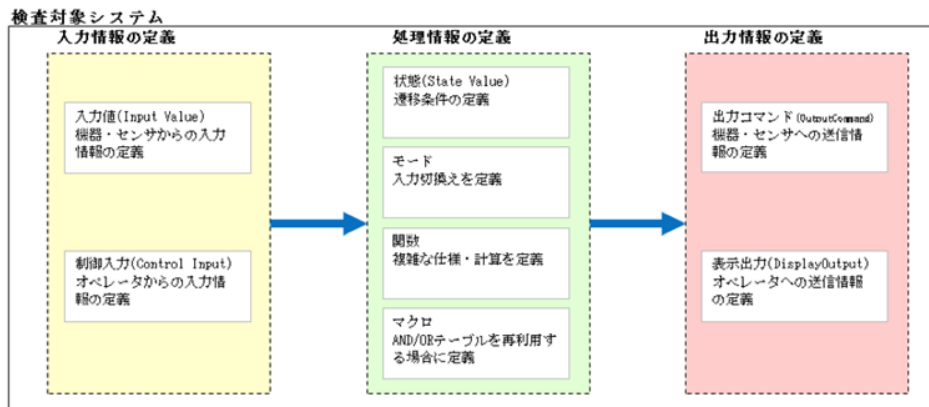 検査対象システム
入力情報の定義
入力値(Input Value)
機器・センサからの入力
情報の定義
制御入力(Control Input)
オペレータからの入力情
報の定義
処理情報の定義
状態(State Value)
遷移条件の定義
モード
入力切換えを定義
関数
複雑な仕様・計算を定義
マクロ
AND/ORテーブルを再利用す
る場合に定義
出力情報の定義
出力コマンド(OutputCommand)
機器・センサへの送信情
報の定義
表示出力(DisplayOutput)
オペレータへの送信情報
の定義